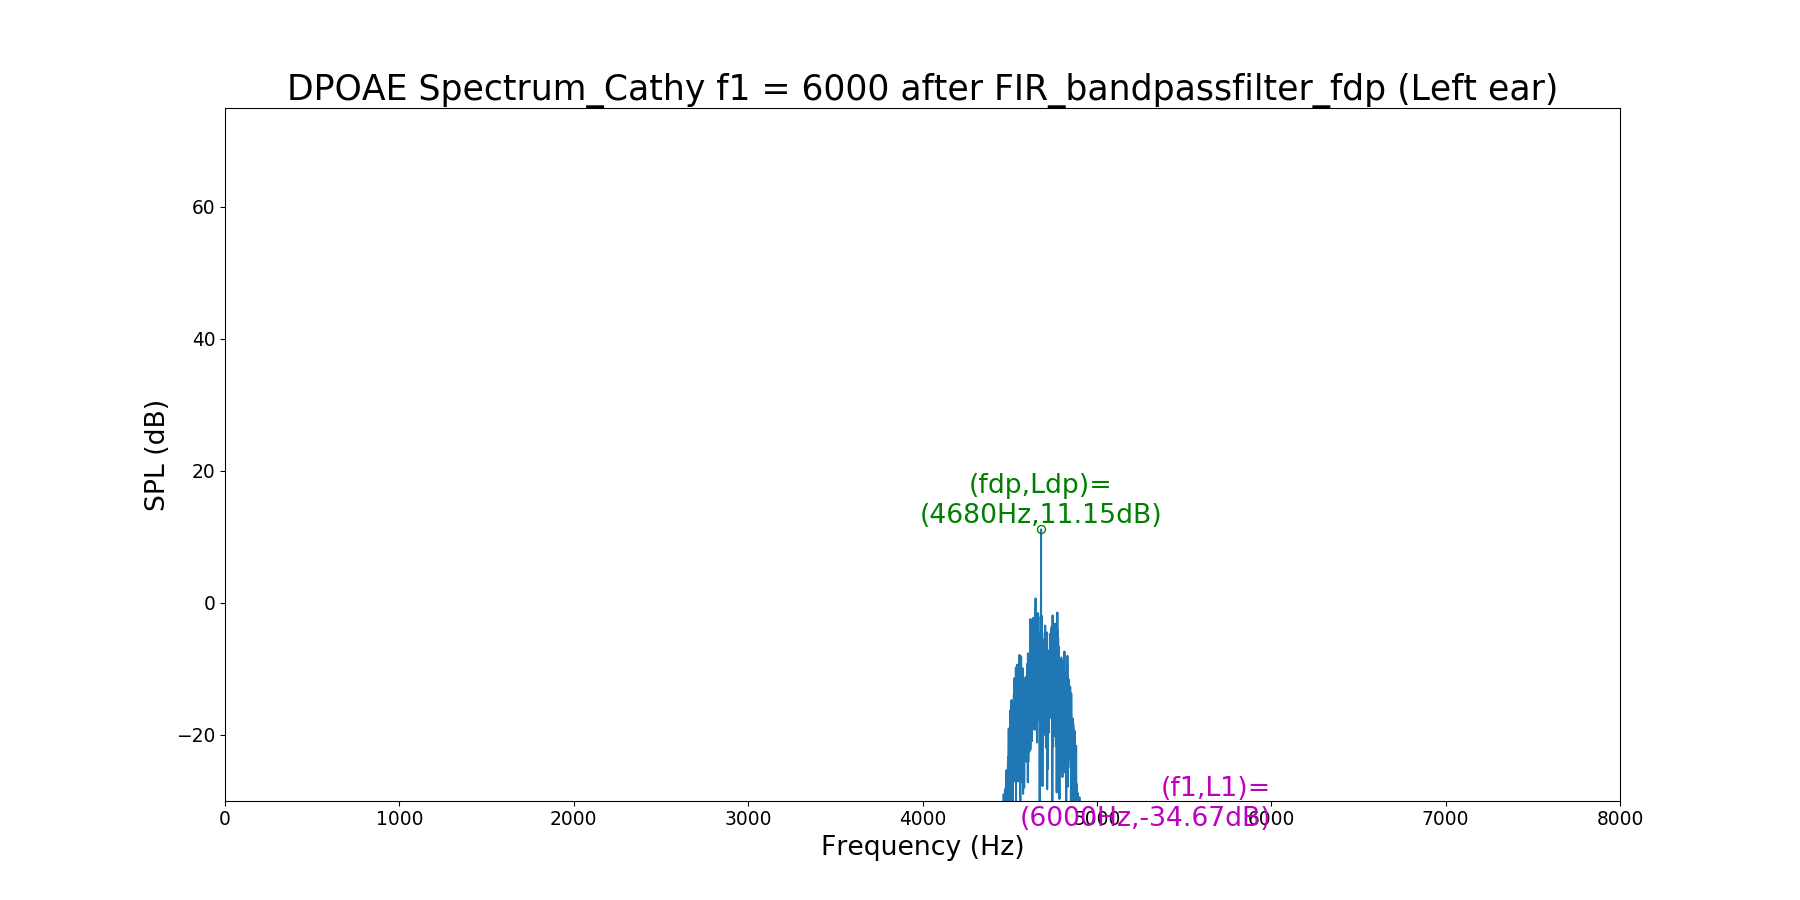 DPOAE Spectrum_Cathy f1 = 6000 after FIR_bandpassfilter_fdp (Left ear)
60
40
20
0
−20
SPL (dB)
(fdp,Ldp)=
(4680Hz,11.15dB)
(f1,L1)=
(6000Hz,-34.67dB)
0 1000 2000 3000 4000 5000 6000 7000 8000
Frequency (Hz)